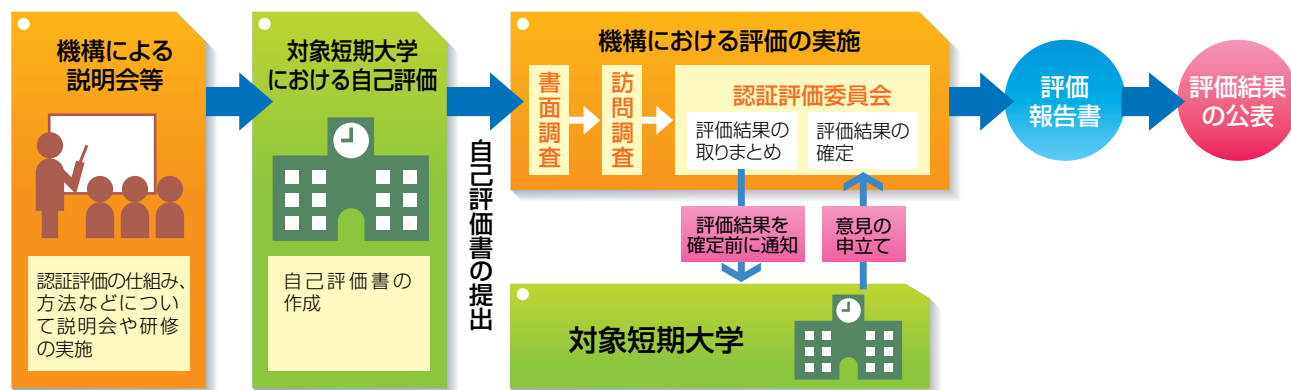 機構による
説明会等
認証評価の仕組み、
方法などについ
て説明会や研修
の実施
対象短期大学
における自己評価
自己評価書の
作成
自己評価書の提出
機構における評価の実施
書面調査
訪問調査
認証評価委員会
評価結果の
取りまとめ
評価結果の
確定
評価結果を
確定前に通知
意見の
申立て
対象短期大学
評価
報告書
評価結果
の公表